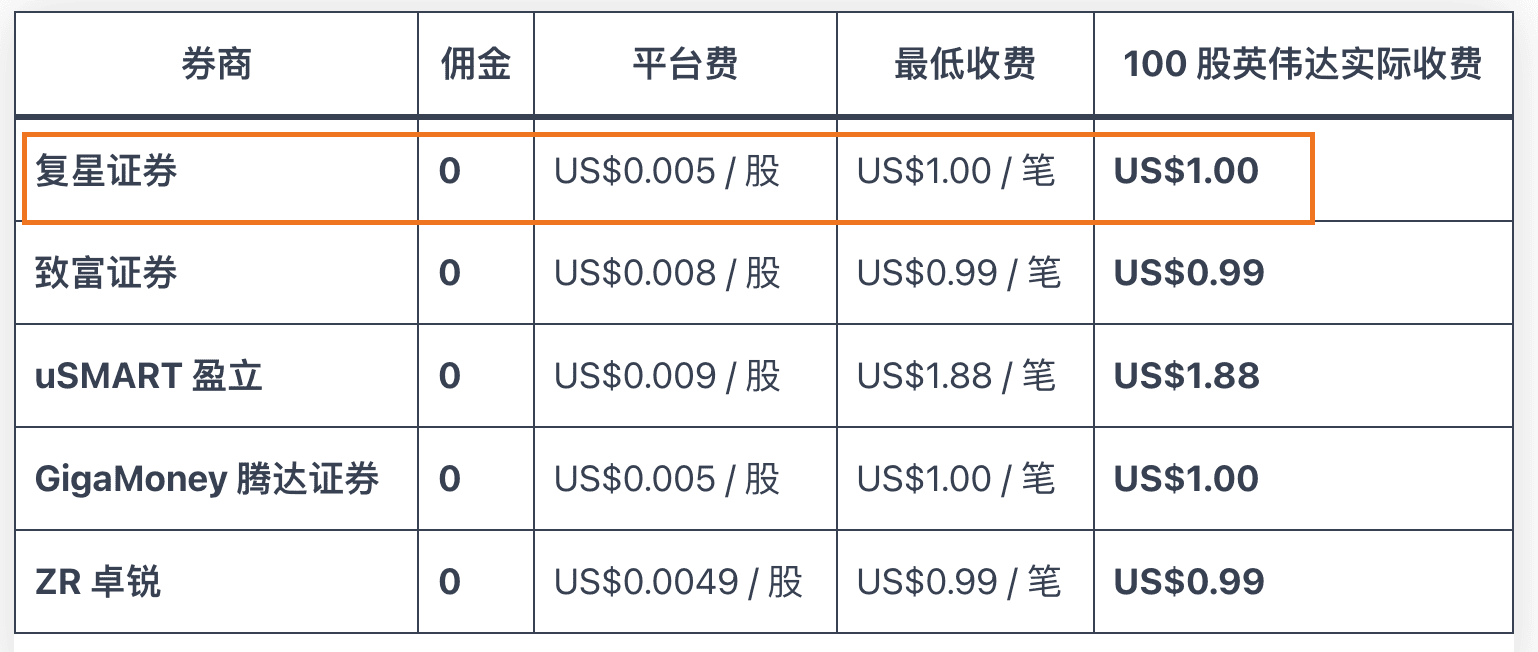 券商 佣金 平台费 最低收费 100 股英伟达实际收费
复星证券 0 US$0.005 / 股 US$1.00 / 笔 US$1.00
致富证券 0 US$0.008 / 股 US$0.99 / 笔 US$0.99
uSMART 盈立 0 US$0.009 / 股 US$1.88 / 笔 US$1.88
GigaMoney 腾达证券 0 US$0.005 / 股 US$1.00 / 笔 US$1.00
ZR 卓锐 0 US$0.0049 / 股 US$0.99 / 笔 US$0.99